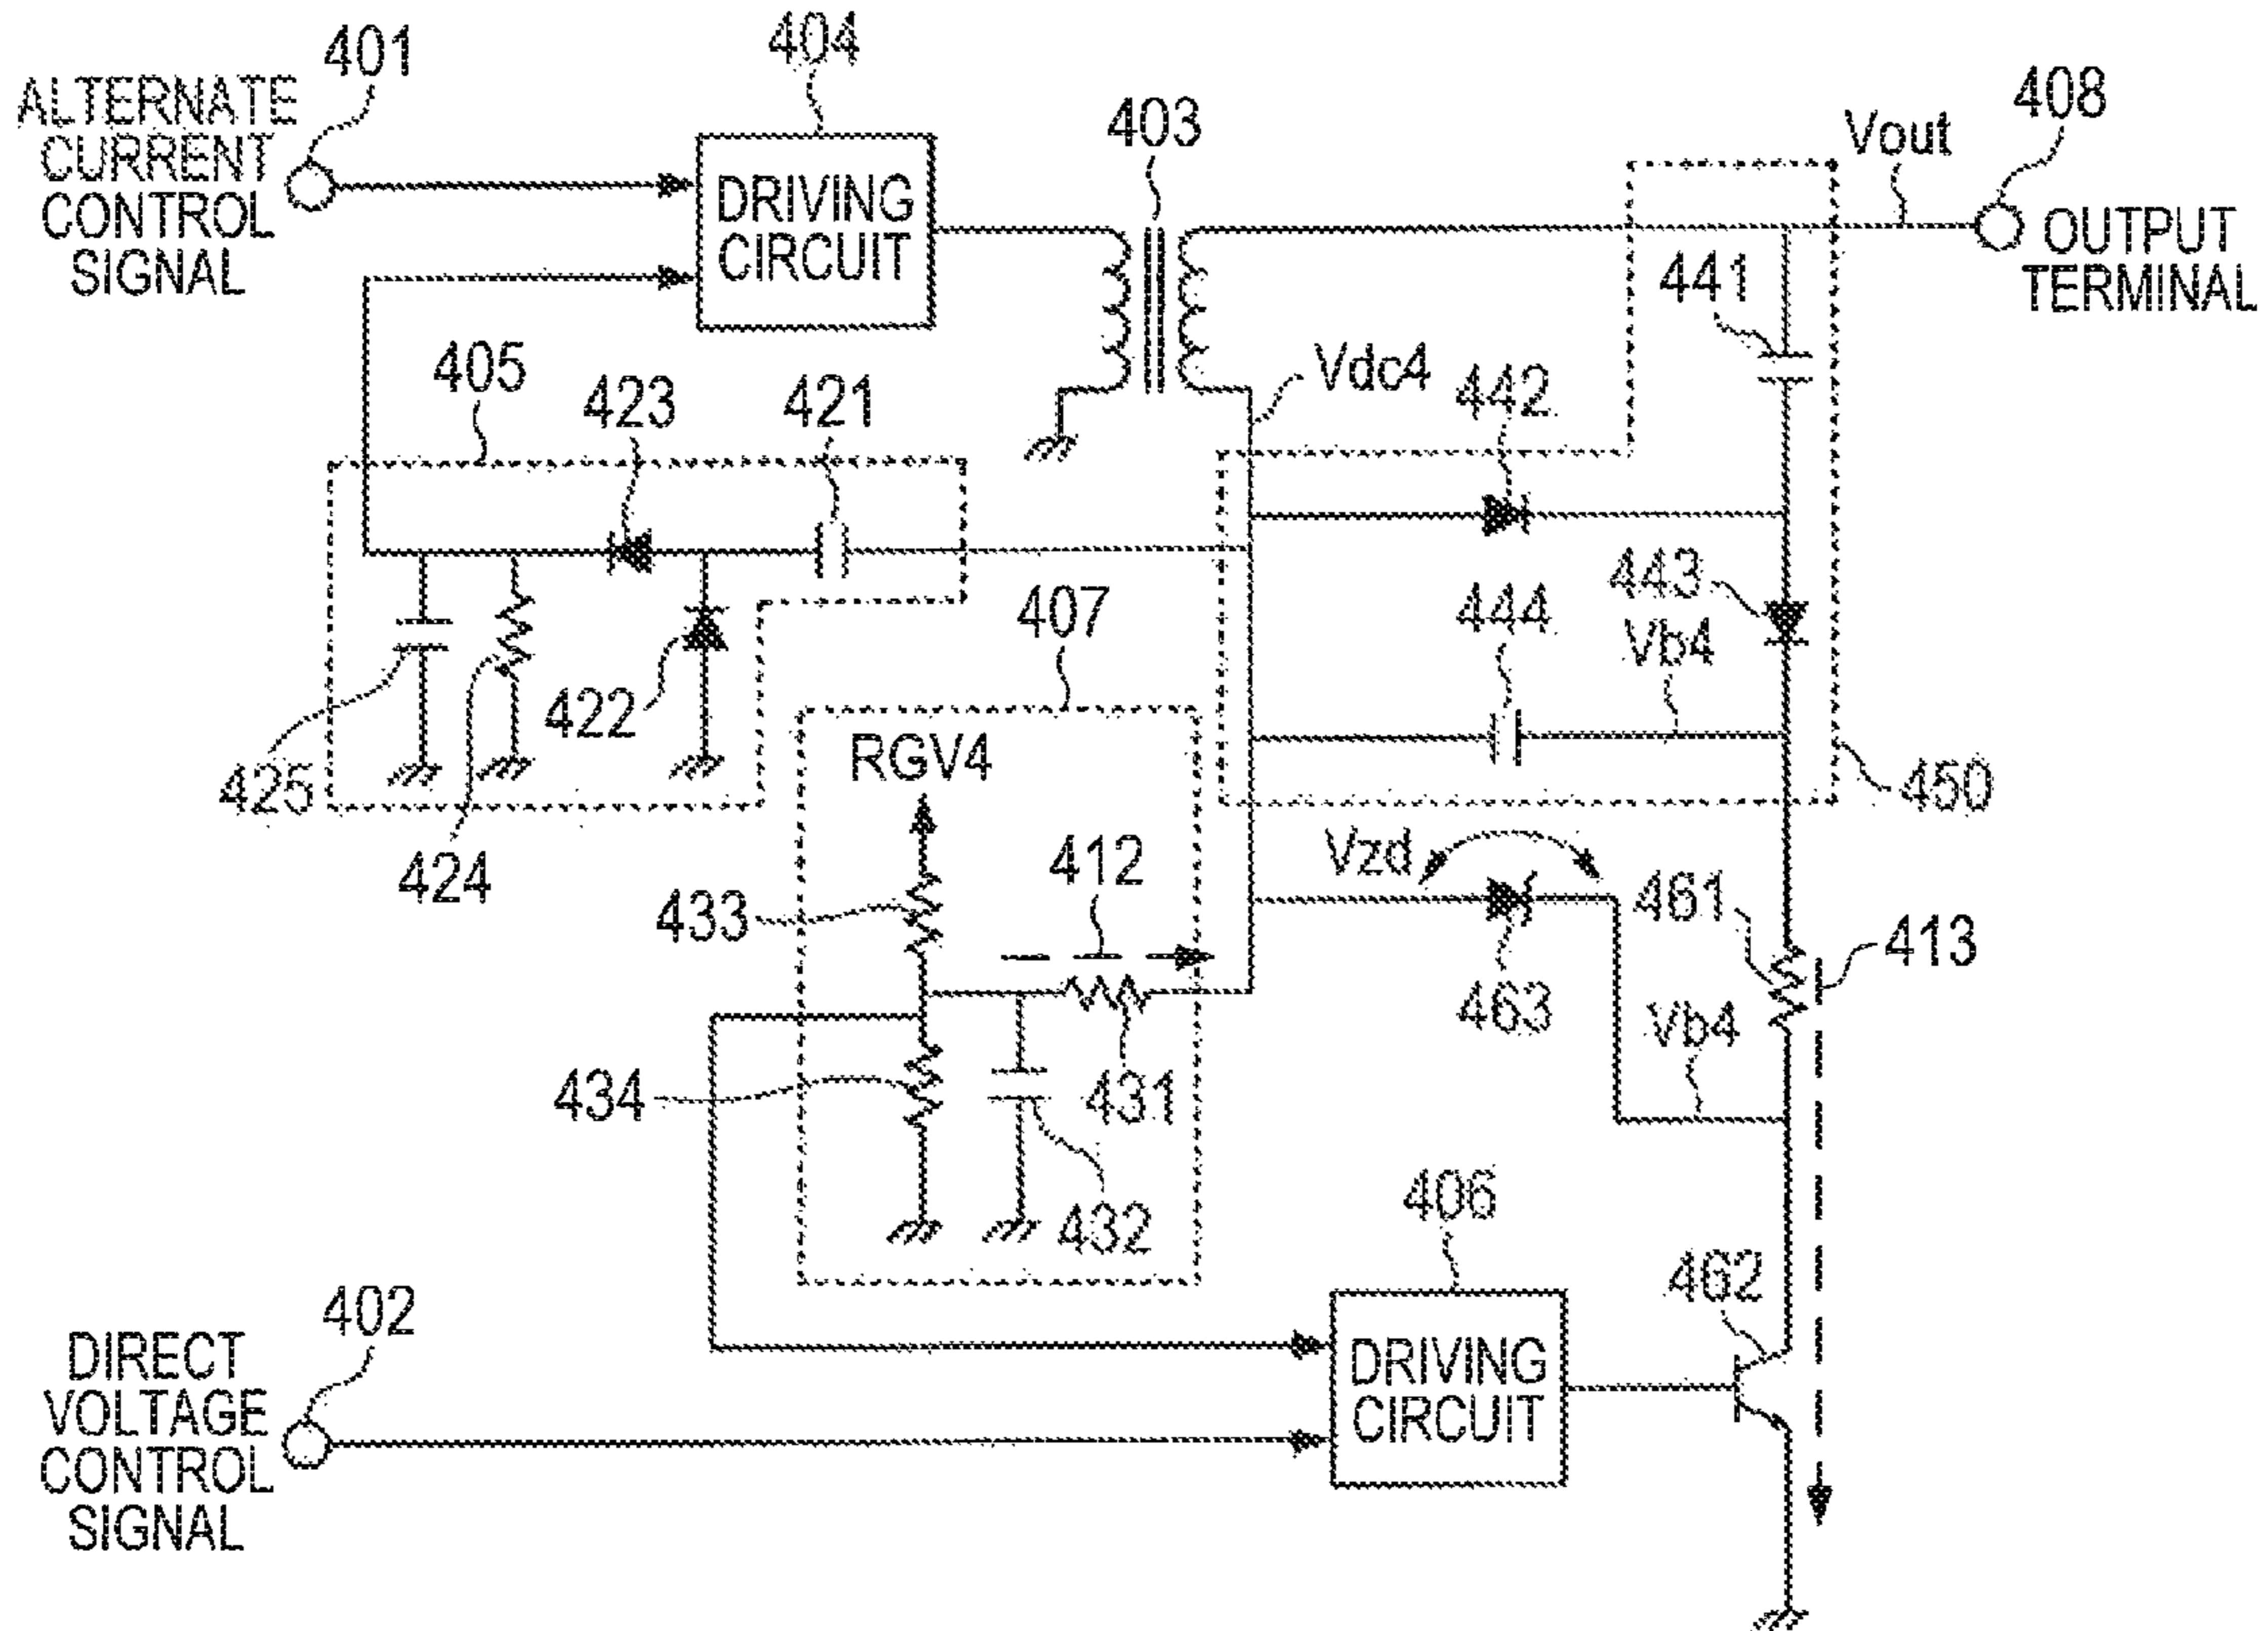 401
ALTERNATE
CURRENT
CONTROL
SIGNAL
404
DRIVING
CIRCUIT
403
Vout
408
OUTPUT
TERMINAL
441
405
423
421
Vdc4
442
443
444
Vb4
422
425
424
407
RGV4
450
412
Vzd
461
413
433
463
Vb4
434
431
432
406
462
402
DIRECT
VOLTAGE
CONTROL
SIGNAL
DRIVING
CIRCUIT